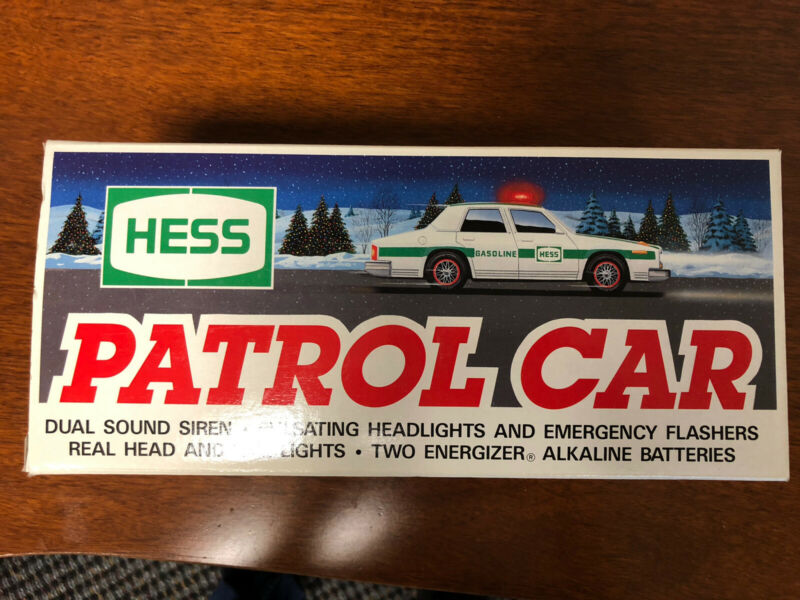 HESS
GASOLINE HESS
PATROL CAR
DUAL SOUND SIREN • PULSATING HEADLIGHTS AND EMERGENCY FLASHERS
REAL HEAD AND LIGHTS • TWO ENERGIZER® ALKALINE BATTERIES